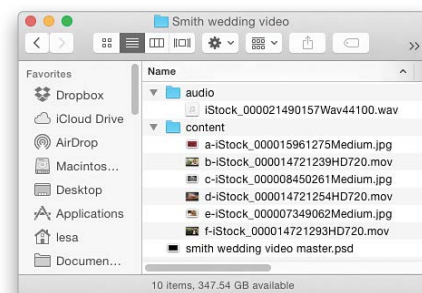 Smith wedding video
Favorites
Dropbox
iCloud Drive
AirDrop
Macintos...
Desktop
Applications
lesa
Documen...
Name
audio
iStock_000021490157Wav44100.wav
content
a-iStock_000015961275Medium.jpg
b-iStock_000014721239HD720.mov
c-iStock_000008450261Medium.jpg
d-iStock_000014721254HD720.mov
e-iStock_000007349062Medium.jpg
f-iStock_000014721293HD720.mov
smith wedding video master.psd
10 items, 347.54 GB available